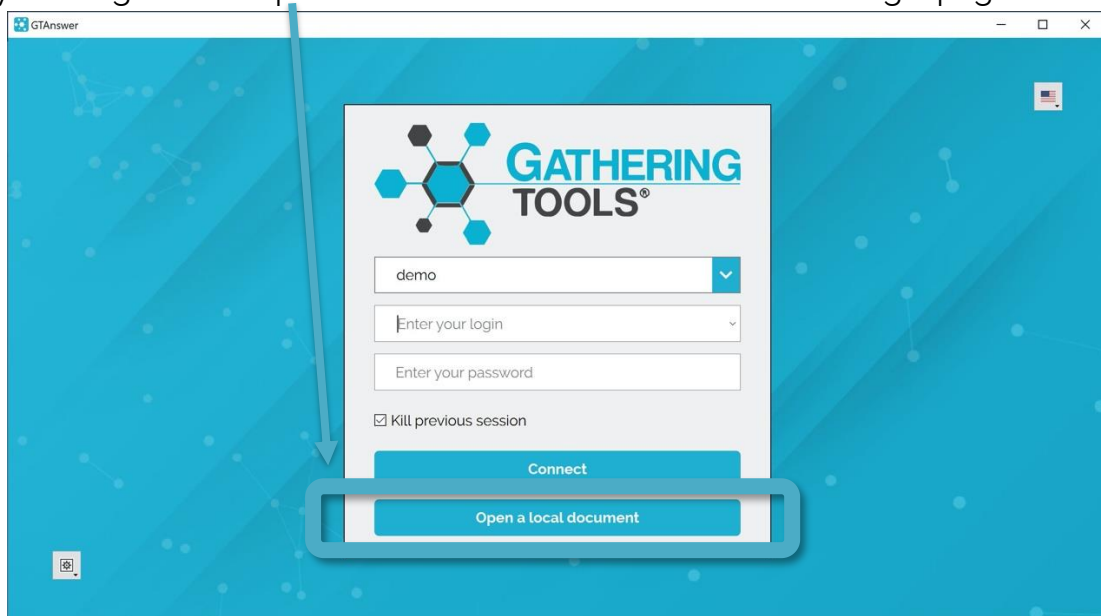 GTAnswer
GATHERING
TOOLS®
demo
Enter your login
Enter your password
Kill previous session
Connect
Open a local document